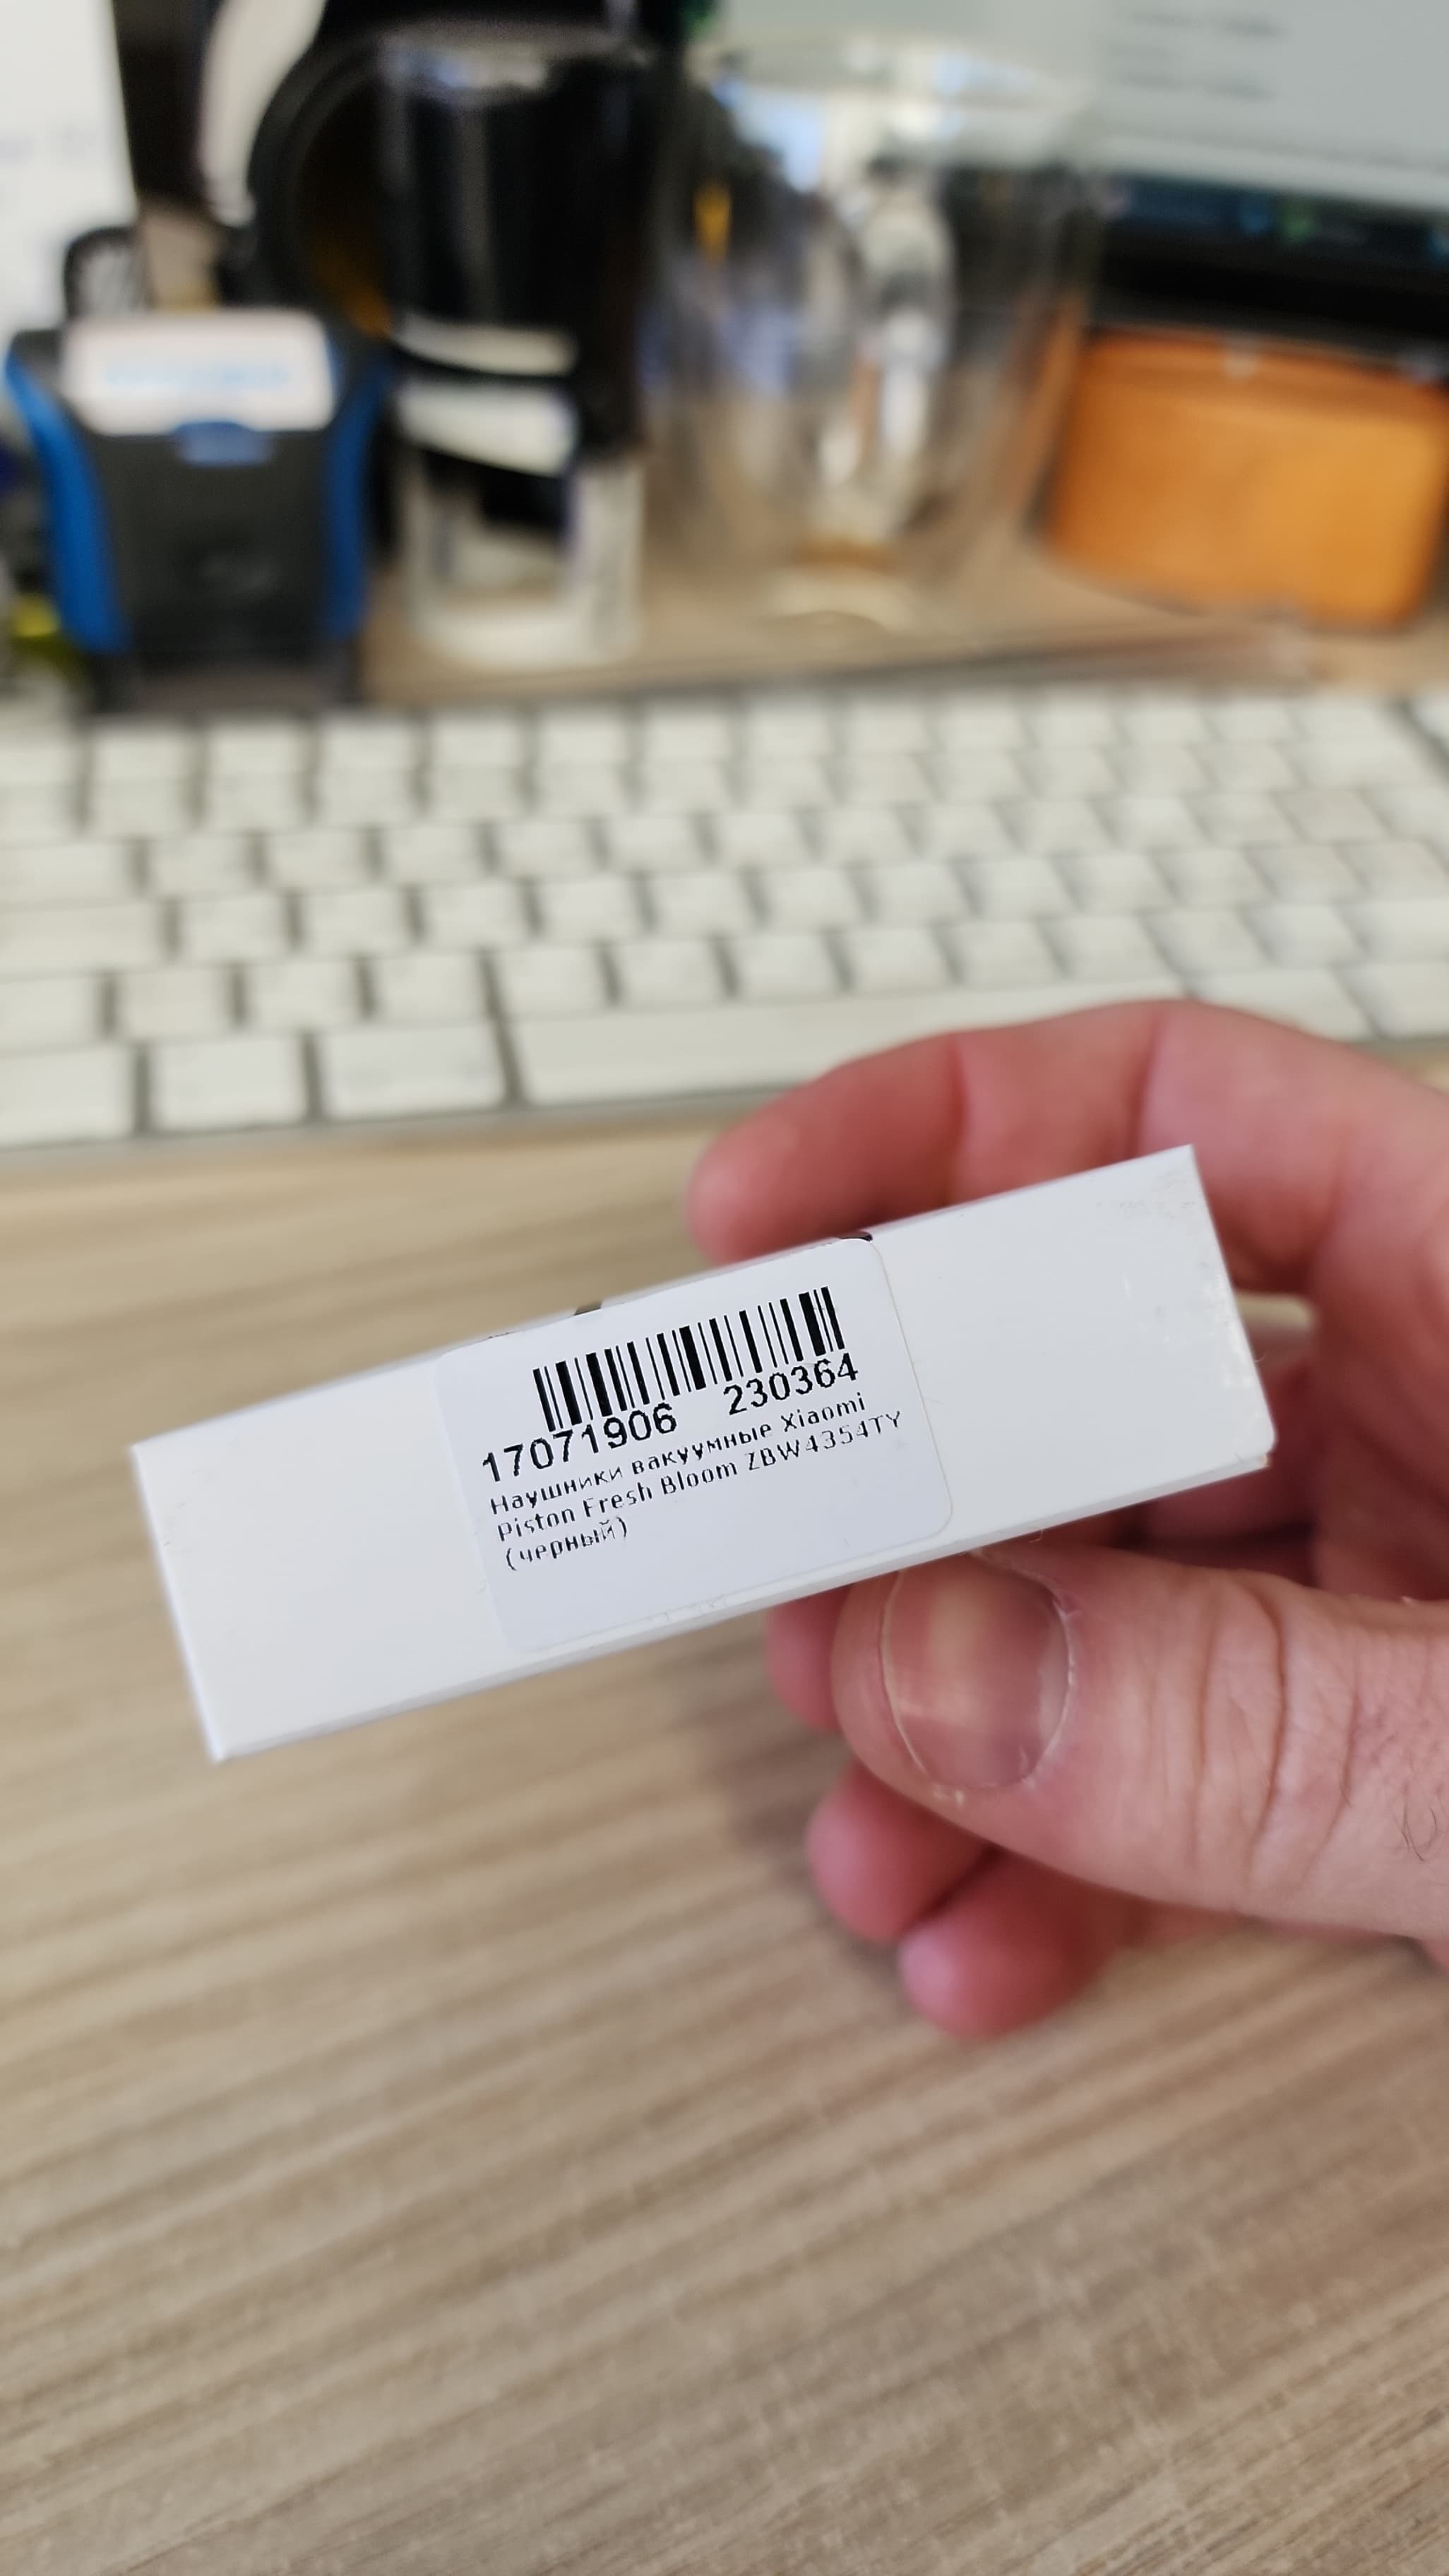 17071906 230364
Наушники вакуумные Xiaomi
Piston Fresh Bloom ZBW4354TY
(черный)